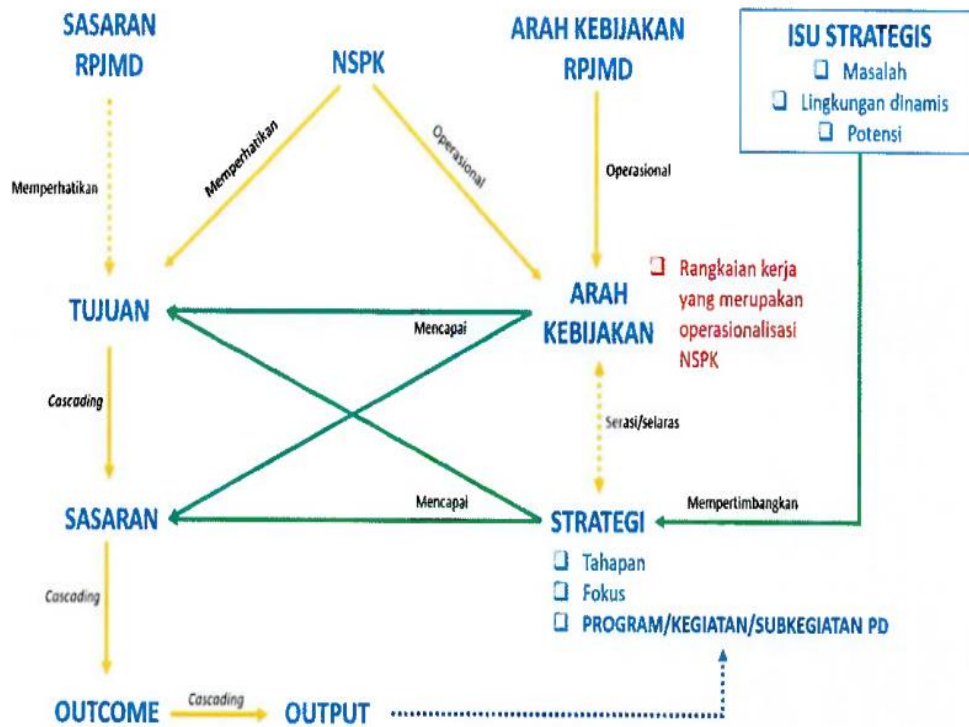 SASARAN
RPJMD
NSPK
ARAH KEBIJAKAN
RPJMD
ISU STRATEGIS
Masalah
Lingkungan dinamis
Potensi
Memperhatikan
Memperhatikan
Operasional
Operasional
TUJUAN
Mencapai
ARAH
KEBIJAKAN
Rangkaian kerja
yang merupakan
operasionalisasi
NSPK
Cascading
Serasi/selaras
SASARAN
Mencapai
STRATEGI
Mempertimbangkan
Tahapan
Fokus
PROGRAM/KEGIATAN/SUBKEGIATAN PD
Cascading
OUTCOME
Cascading
OUTPUT